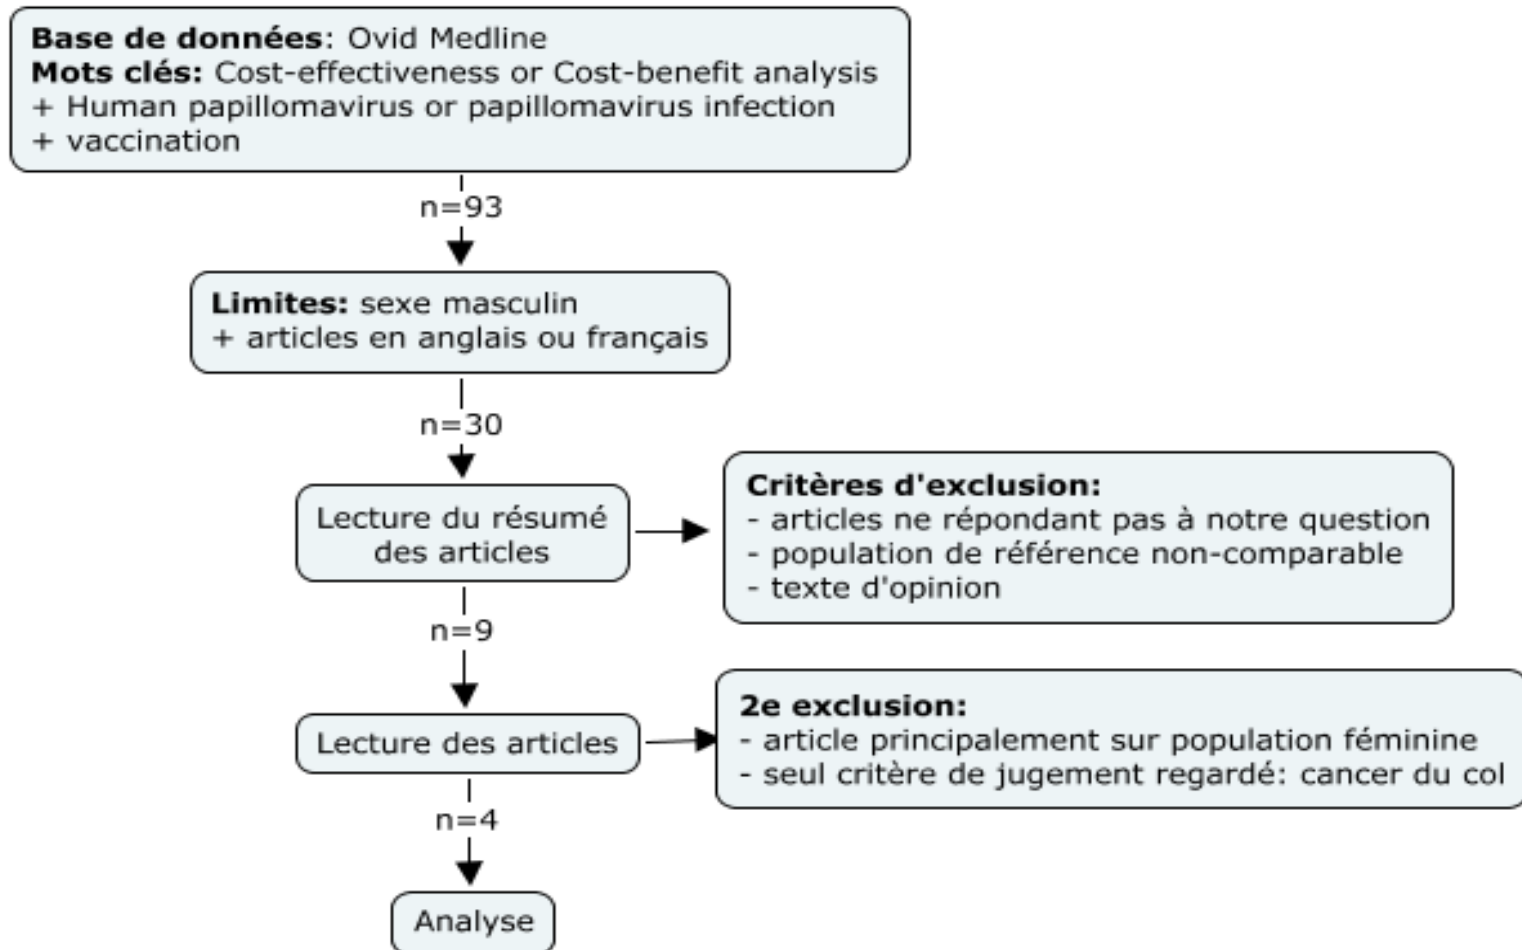 Base de données: Ovid Medline
Mots clés: Cost-effectiveness or Cost-benefit analysis
+ Human papillomavirus or papillomavirus infection
+ vaccination
n=93
Limites: sexe masculin
+ articles en anglais ou français
n=30
Lecture du résumé
des articles
Critères d'exclusion:
- articles ne répondant pas à notre question
- population de référence non-comparable
- texte d'opinion
n=9
Lecture des articles
2e exclusion:
- article principalement sur population féminine
- seul critère de jugement regardé: cancer du col
n=4
Analyse